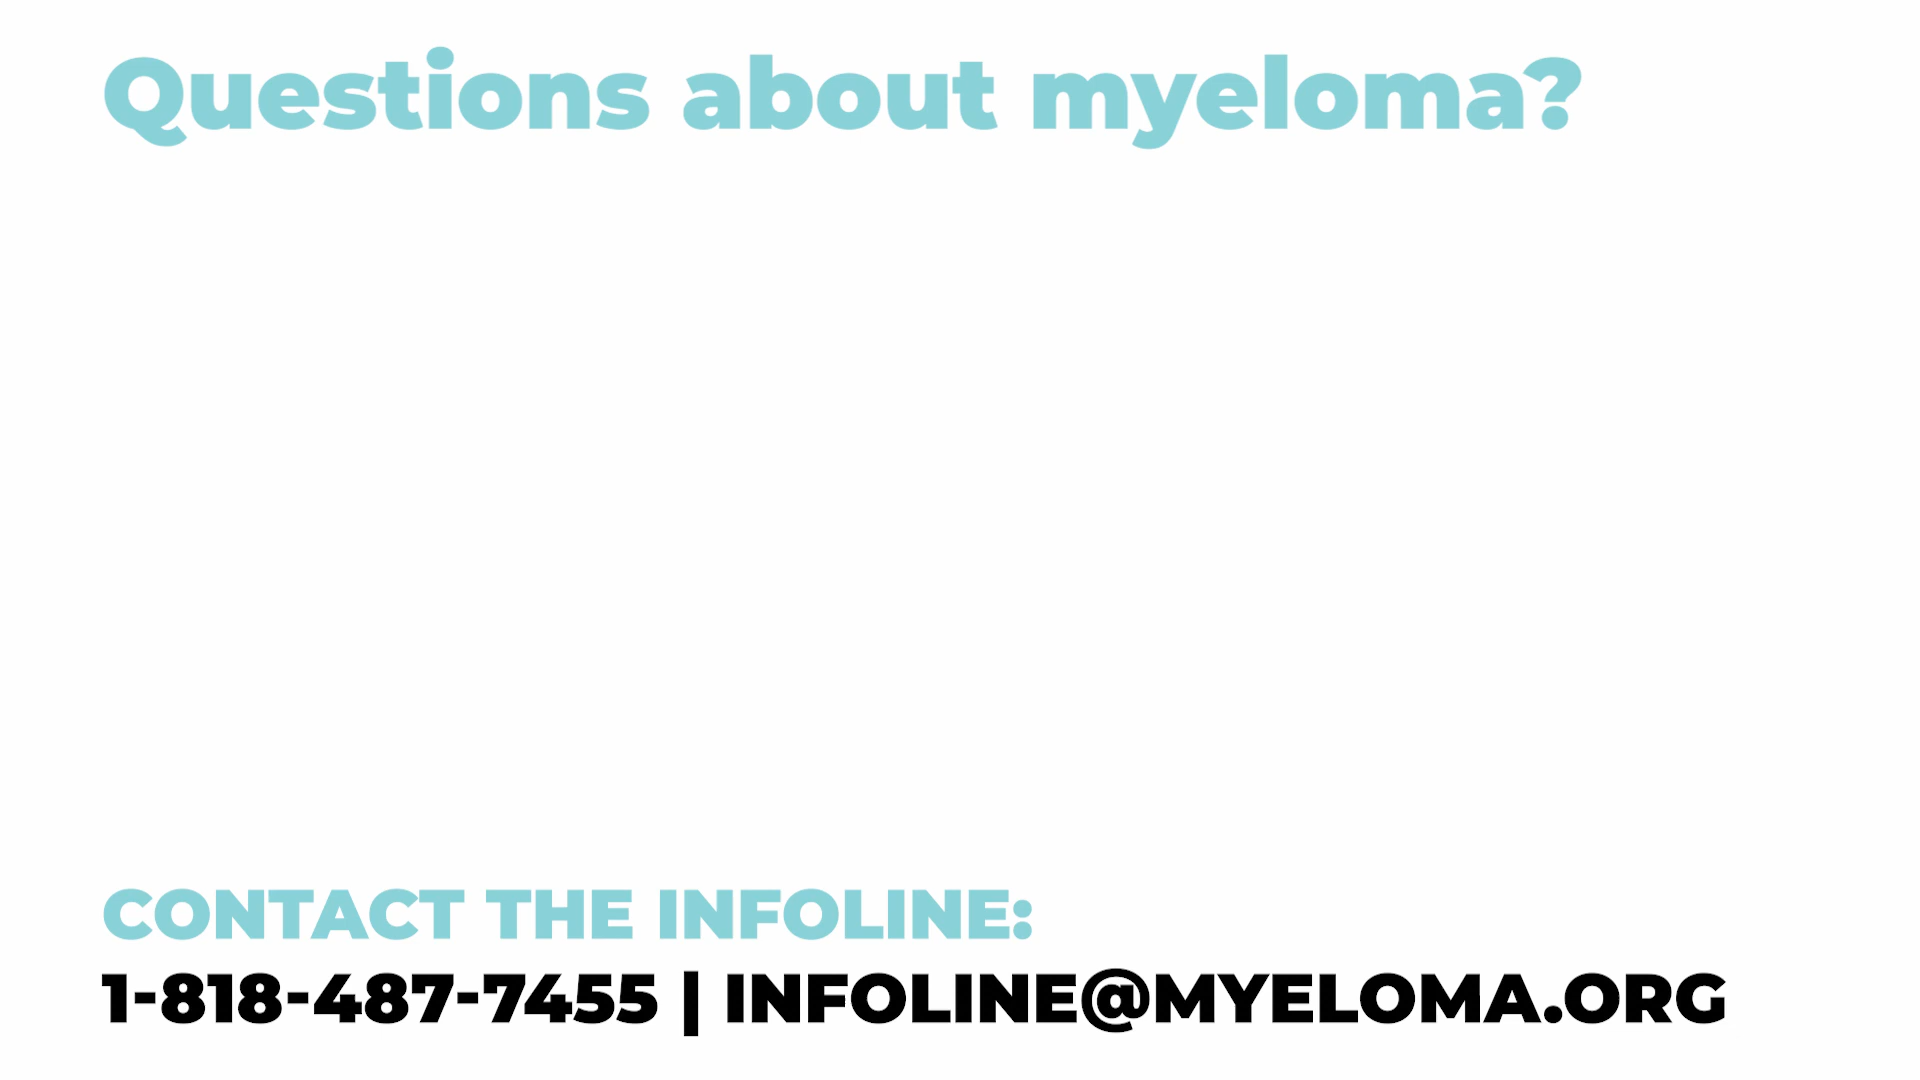 Questions about myeloma?
CONTACT THE INFOLINE:
1-818-487-7455 | INFOLINE@MYELOMA.ORG